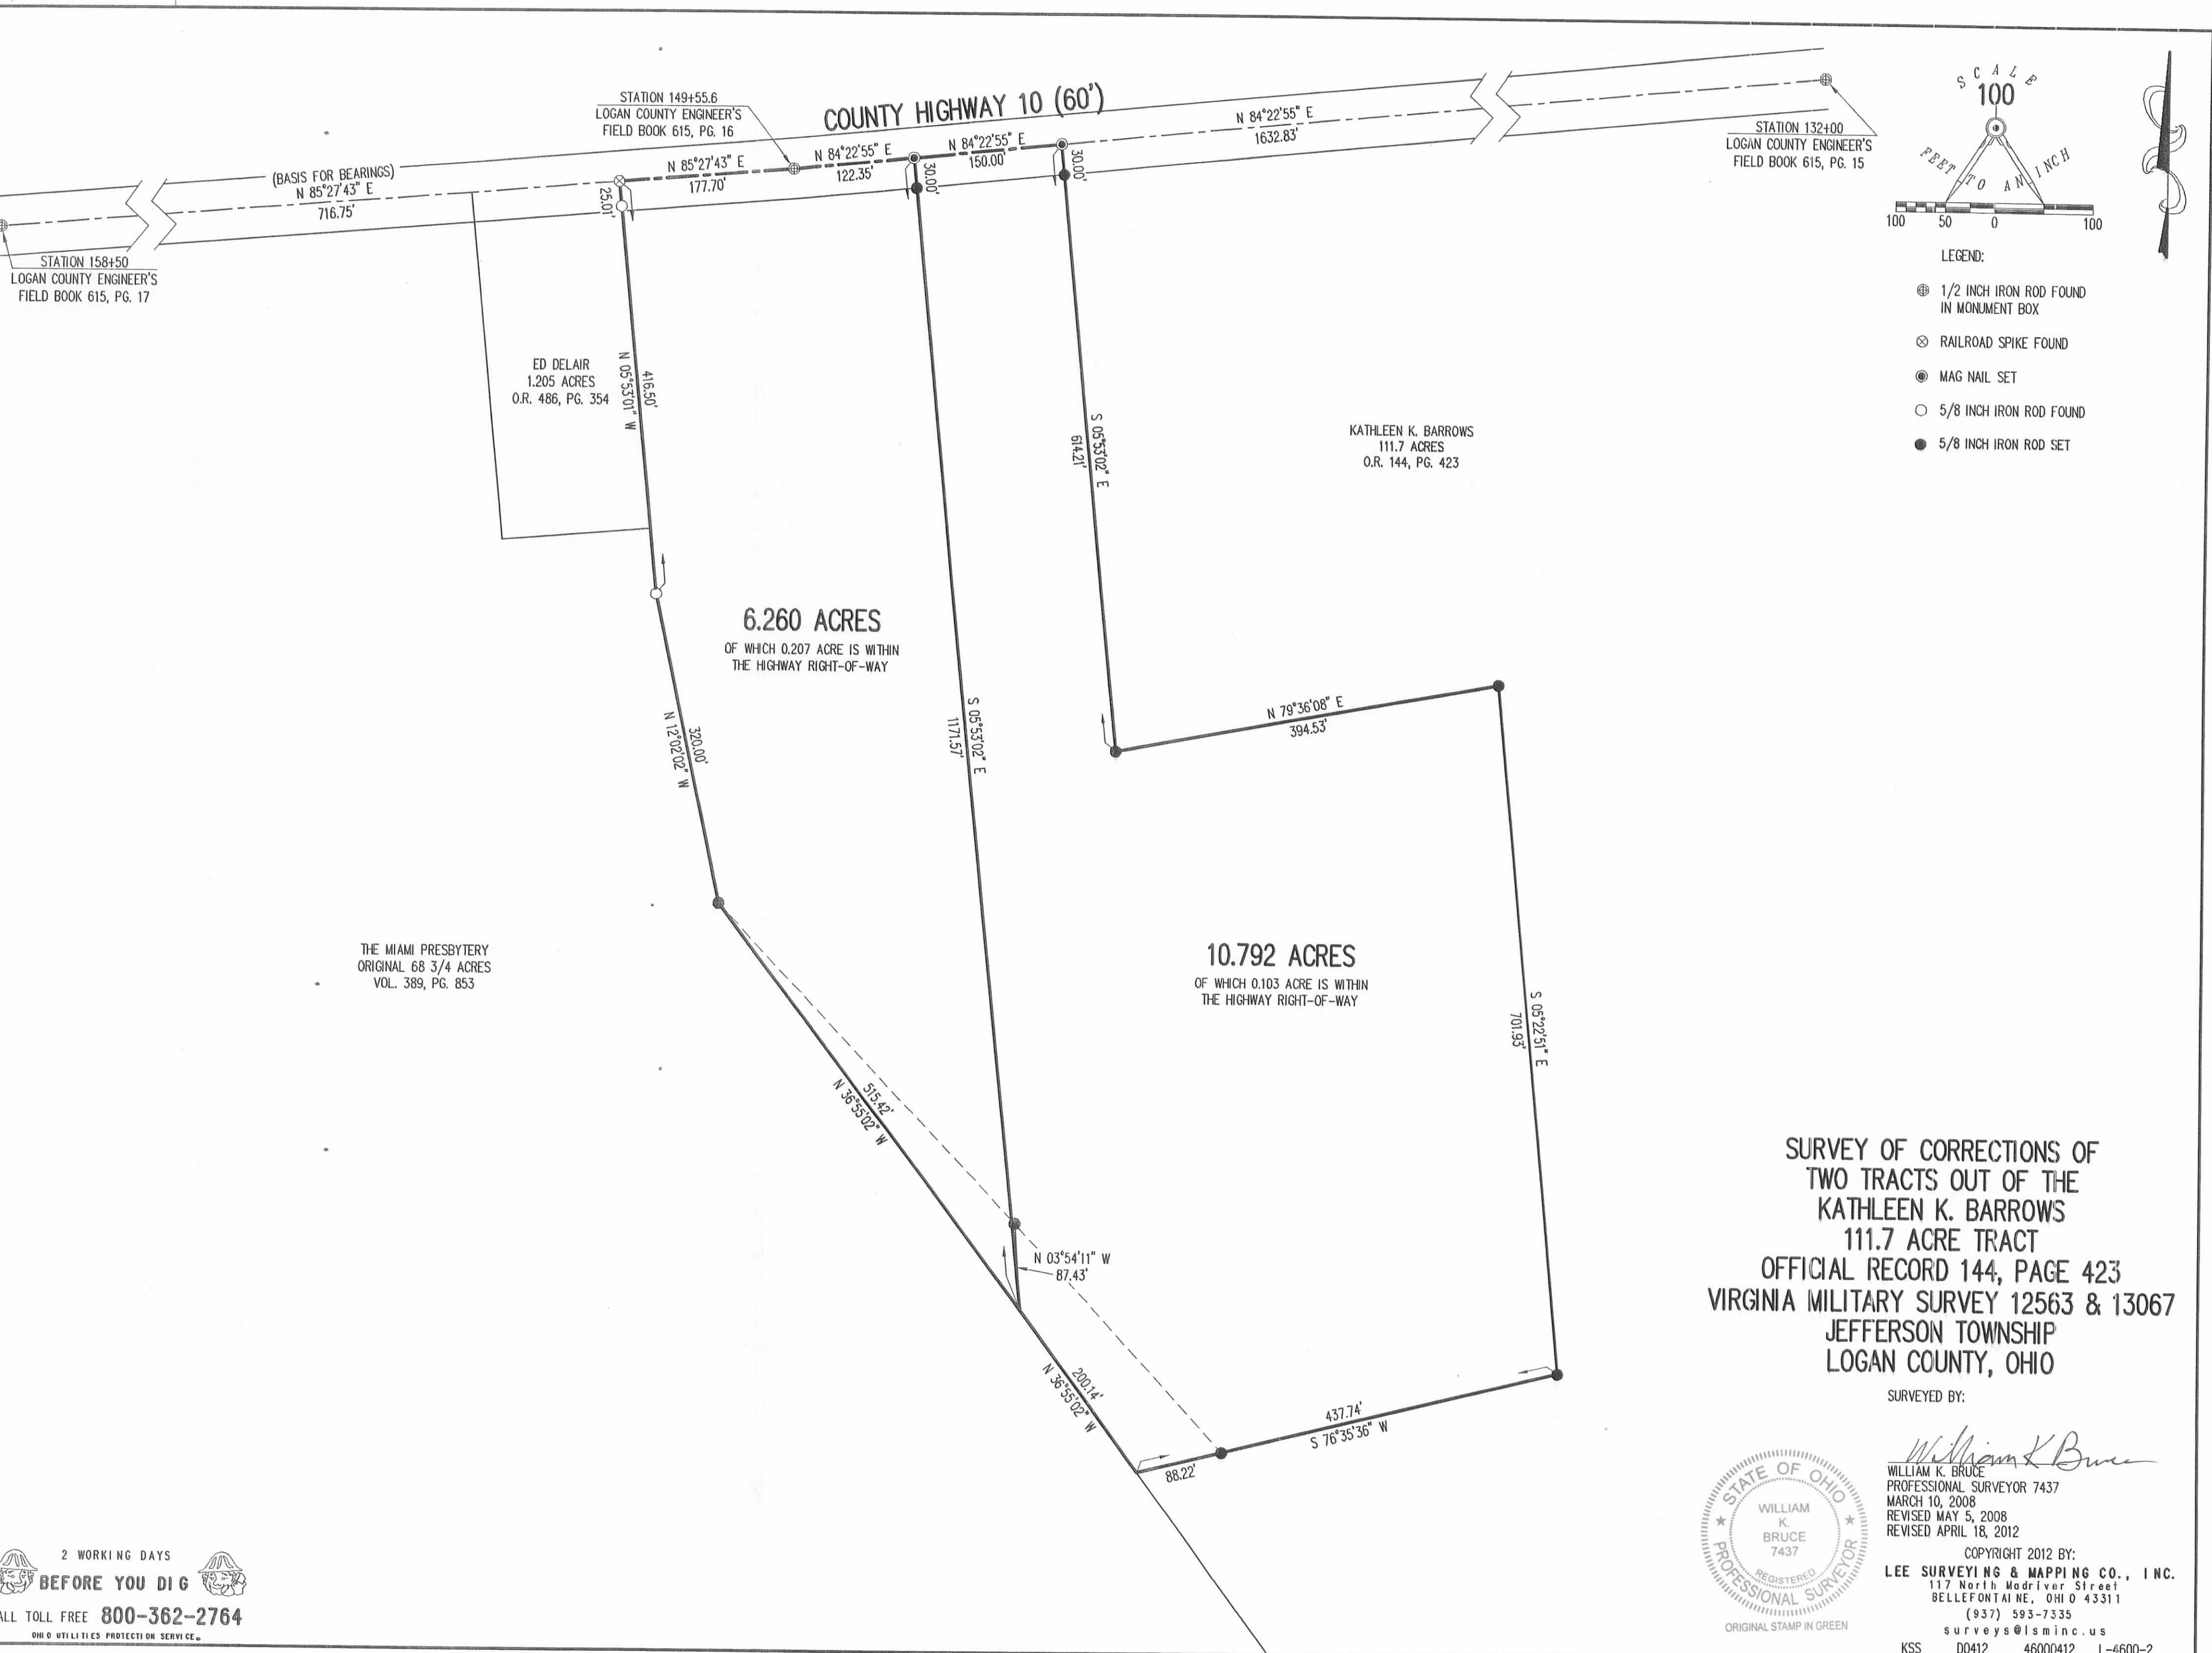 STATION 149+55.6
LOGAN COUNTY ENGINEER'S
FIELD BOOK 615, PG. 16
COUNTY HIGHWAY 10 (60')
(BASIS FOR BEARINGS)
N 85°27'43" E
716.75'
N 85°27'43" E
177.70'
N 84°22'55" E
122.35'
N 84°22'55" E
150.00'
N 84°22'55" E
1632.83'
STATION 158+50
LOGAN COUNTY ENGINEER'S
FIELD BOOK 615, PG. 17
STATION 132+00
LOGAN COUNTY ENGINEER'S
FIELD BOOK 615, PG. 15
SCALE
100
FEET TO AN INCH
100 50 0 100
LEGEND:
1/2 INCH IRON ROD FOUND
IN MONUMENT BOX
RAILROAD SPIKE FOUND
MAG NAIL SET
5/8 INCH IRON ROD FOUND
5/8 INCH IRON ROD SET
25.01'
30.00'
30.00'
ED DELAIR
1.205 ACRES
O.R. 486, PG. 354
416.50'
N 05°53'01" W
S 05°53'02" E
614.21'
KATHLEEN K. BARROWS
111.7 ACRES
O.R. 144, PG. 423
6.260 ACRES
OF WHICH 0.207 ACRE IS WITHIN
THE HIGHWAY RIGHT-OF-WAY
320.00'
N 12°02'02" W
S 05°53'02" E
1171.57'
N 79°36'08" E
394.53'
THE MIAMI PRESBYTERY
ORIGINAL 68 3/4 ACRES
VOL. 389, PG. 853
10.792 ACRES
OF WHICH 0.103 ACRE IS WITHIN
THE HIGHWAY RIGHT-OF-WAY
S 05°22'51" E
701.93'
515.42'
N 36°55'02" W
N 03°54'11" W
87.43'
200.14'
N 36°55'02" W
437.74'
S 76°35'36" W
88.22'
SURVEY OF CORRECTIONS OF
TWO TRACTS OUT OF THE
KATHLEEN K. BARROWS
111.7 ACRE TRACT
OFFICIAL RECORD 144, PAGE 423
VIRGINIA MILITARY SURVEY 12563 & 13067
JEFFERSON TOWNSHIP
LOGAN COUNTY, OHIO
SURVEYED BY:
William K Bruce
WILLIAM K. BRUCE
PROFESSIONAL SURVEYOR 7437
MARCH 10, 2008
REVISED MAY 5, 2008
REVISED APRIL 18, 2012
COPYRIGHT 2012 BY:
LEE SURVEYING & MAPPING CO., INC.
117 North Madriver Street
BELLEFONTAINE, OHIO 43311
(937) 593-7335
surveys@lsminc.us
KSS D0412 46000412 L-4600-2
STATE OF OHIO
WILLIAM
K.
BRUCE
7437
REGISTERED
PROFESSIONAL SURVEYOR
ORIGINAL STAMP IN GREEN
2 WORKING DAYS
BEFORE YOU DIG
ALL TOLL FREE 800-362-2764
OHIO UTILITIES PROTECTION SERVICE.